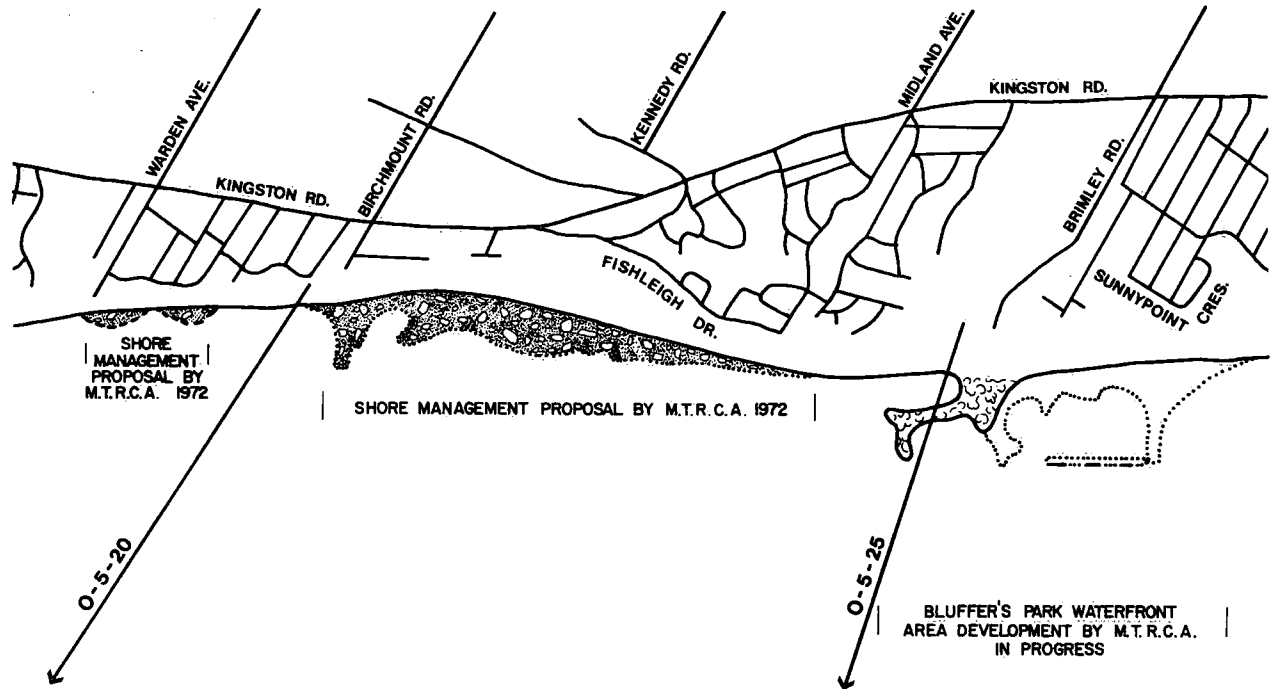 WARDEN AVE.
BIRCHMOUNT RD.
KENNEDY RD.
MIDLAND AVE.
KINGSTON RD.
BRIMLEY RD.
KINGSTON RD.
FISHLEIGH DR.
SUNNYPOINT CRES.
SHORE
MANAGEMENT
PROPOSAL BY
M.T.R.C.A. 1972
SHORE MANAGEMENT PROPOSAL BY M.T.R.C.A. 1972
0-5-20
0-5-25
BLUFFER'S PARK WATERFRONT
AREA DEVELOPMENT BY M.T.R.C.A.
IN PROGRESS